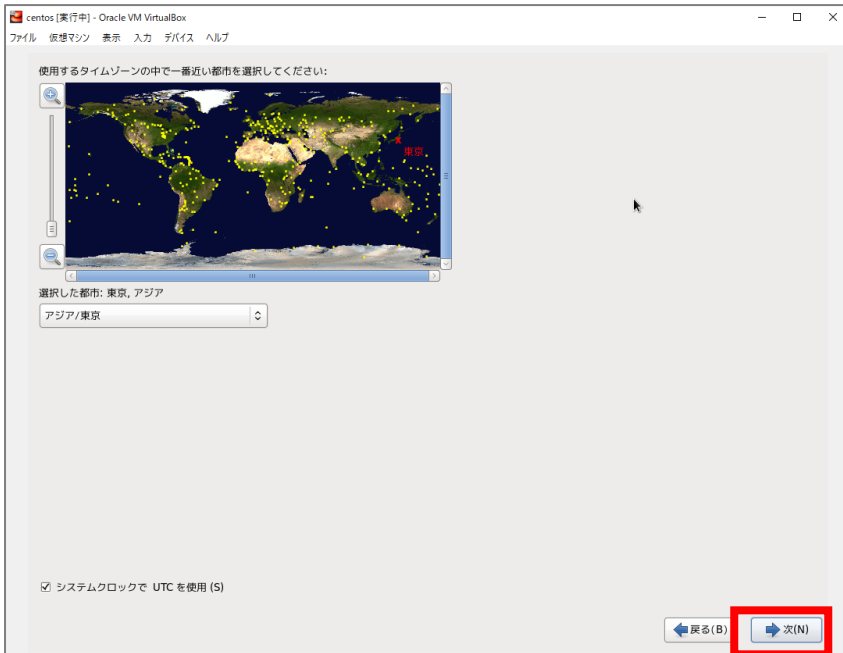 centos [実行中] - Oracle VM VirtualBox
ファイル 仮想マシン 表示 入力 デバイス ヘルプ
使用するタイムゾーンの中で一番近い都市を選択してください:
東京
選択した都市: 東京, アジア
アジア/東京
システムクロックで UTC を使用 (S)
戻る(B) 次(N)